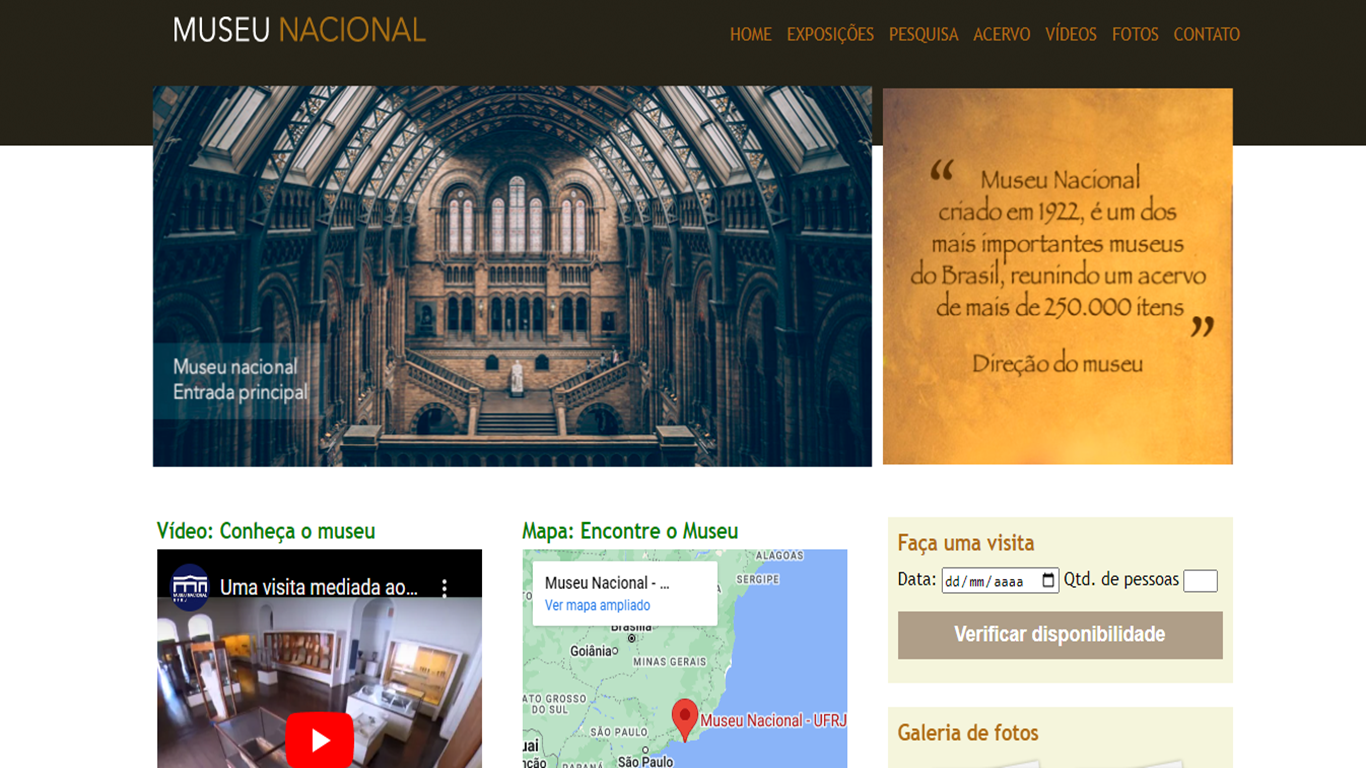 MUSEU NACIONAL
HOME EXPOSIÇÕES PESQUISA ACERVO VÍDEOS FOTOS CONTATO
“ Museu Nacional
criado em 1922, é um dos
mais importantes museus
do Brasil, reunindo um acervo
de mais de 250.000 itens ”
Direção do museu
Museu nacional
Entrada principal
Vídeo: Conheça o museu
Uma visita mediada ao...
Mapa: Encontre o Museu
Museu Nacional - ...
Ver mapa ampliado
ALAGOAS
SERGIPE
Brasília
Goiânia
MINAS GERAIS
ATO GROSSO
DO SUL
Museu Nacional - UFRJ
SÃO PAULO
São Paulo
uai
nção
PARANÁ
Faça uma visita
Data: dd/mm/aaaa Qtd. de pessoas
Verificar disponibilidade
Galeria de fotos